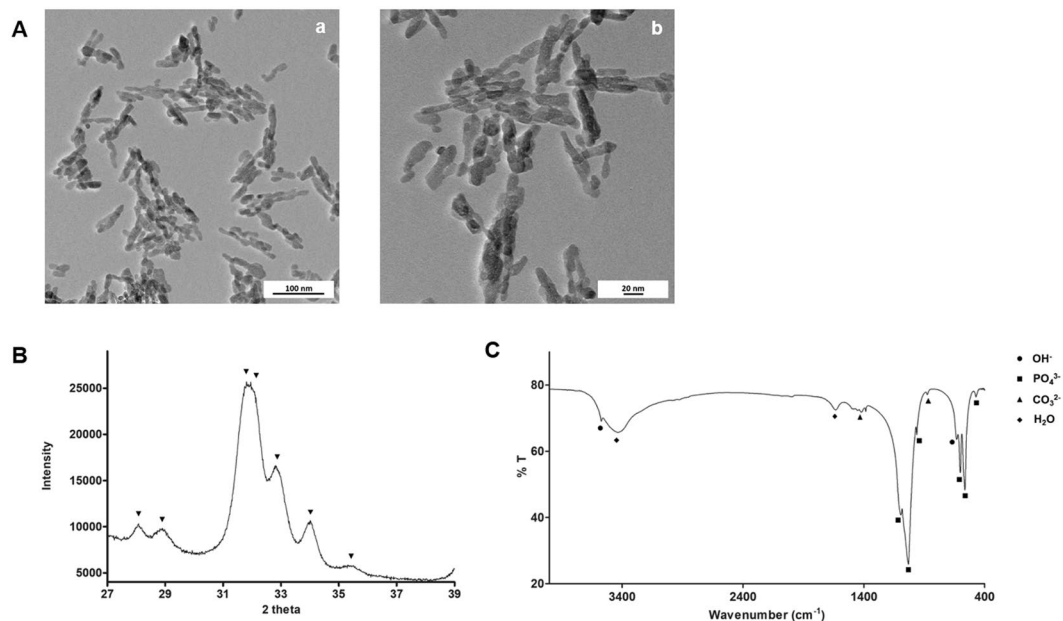 A
a
100 nm
b
20 nm
B
Intensity
25000
20000
15000
10000
5000
27
29
31
33
35
37
39
2 theta
C
% T
80
60
40
20
3400
2400
1400
400
Wavenumber (cm⁻¹)
OH⁻
PO₄³⁻
CO₃²⁻
H₂O